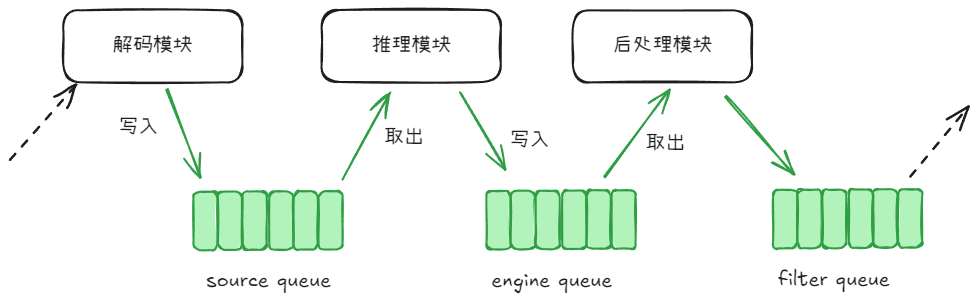 解码模块
推理模块
后处理模块
写入
取出
写入
取出
source queue
engine queue
filter queue